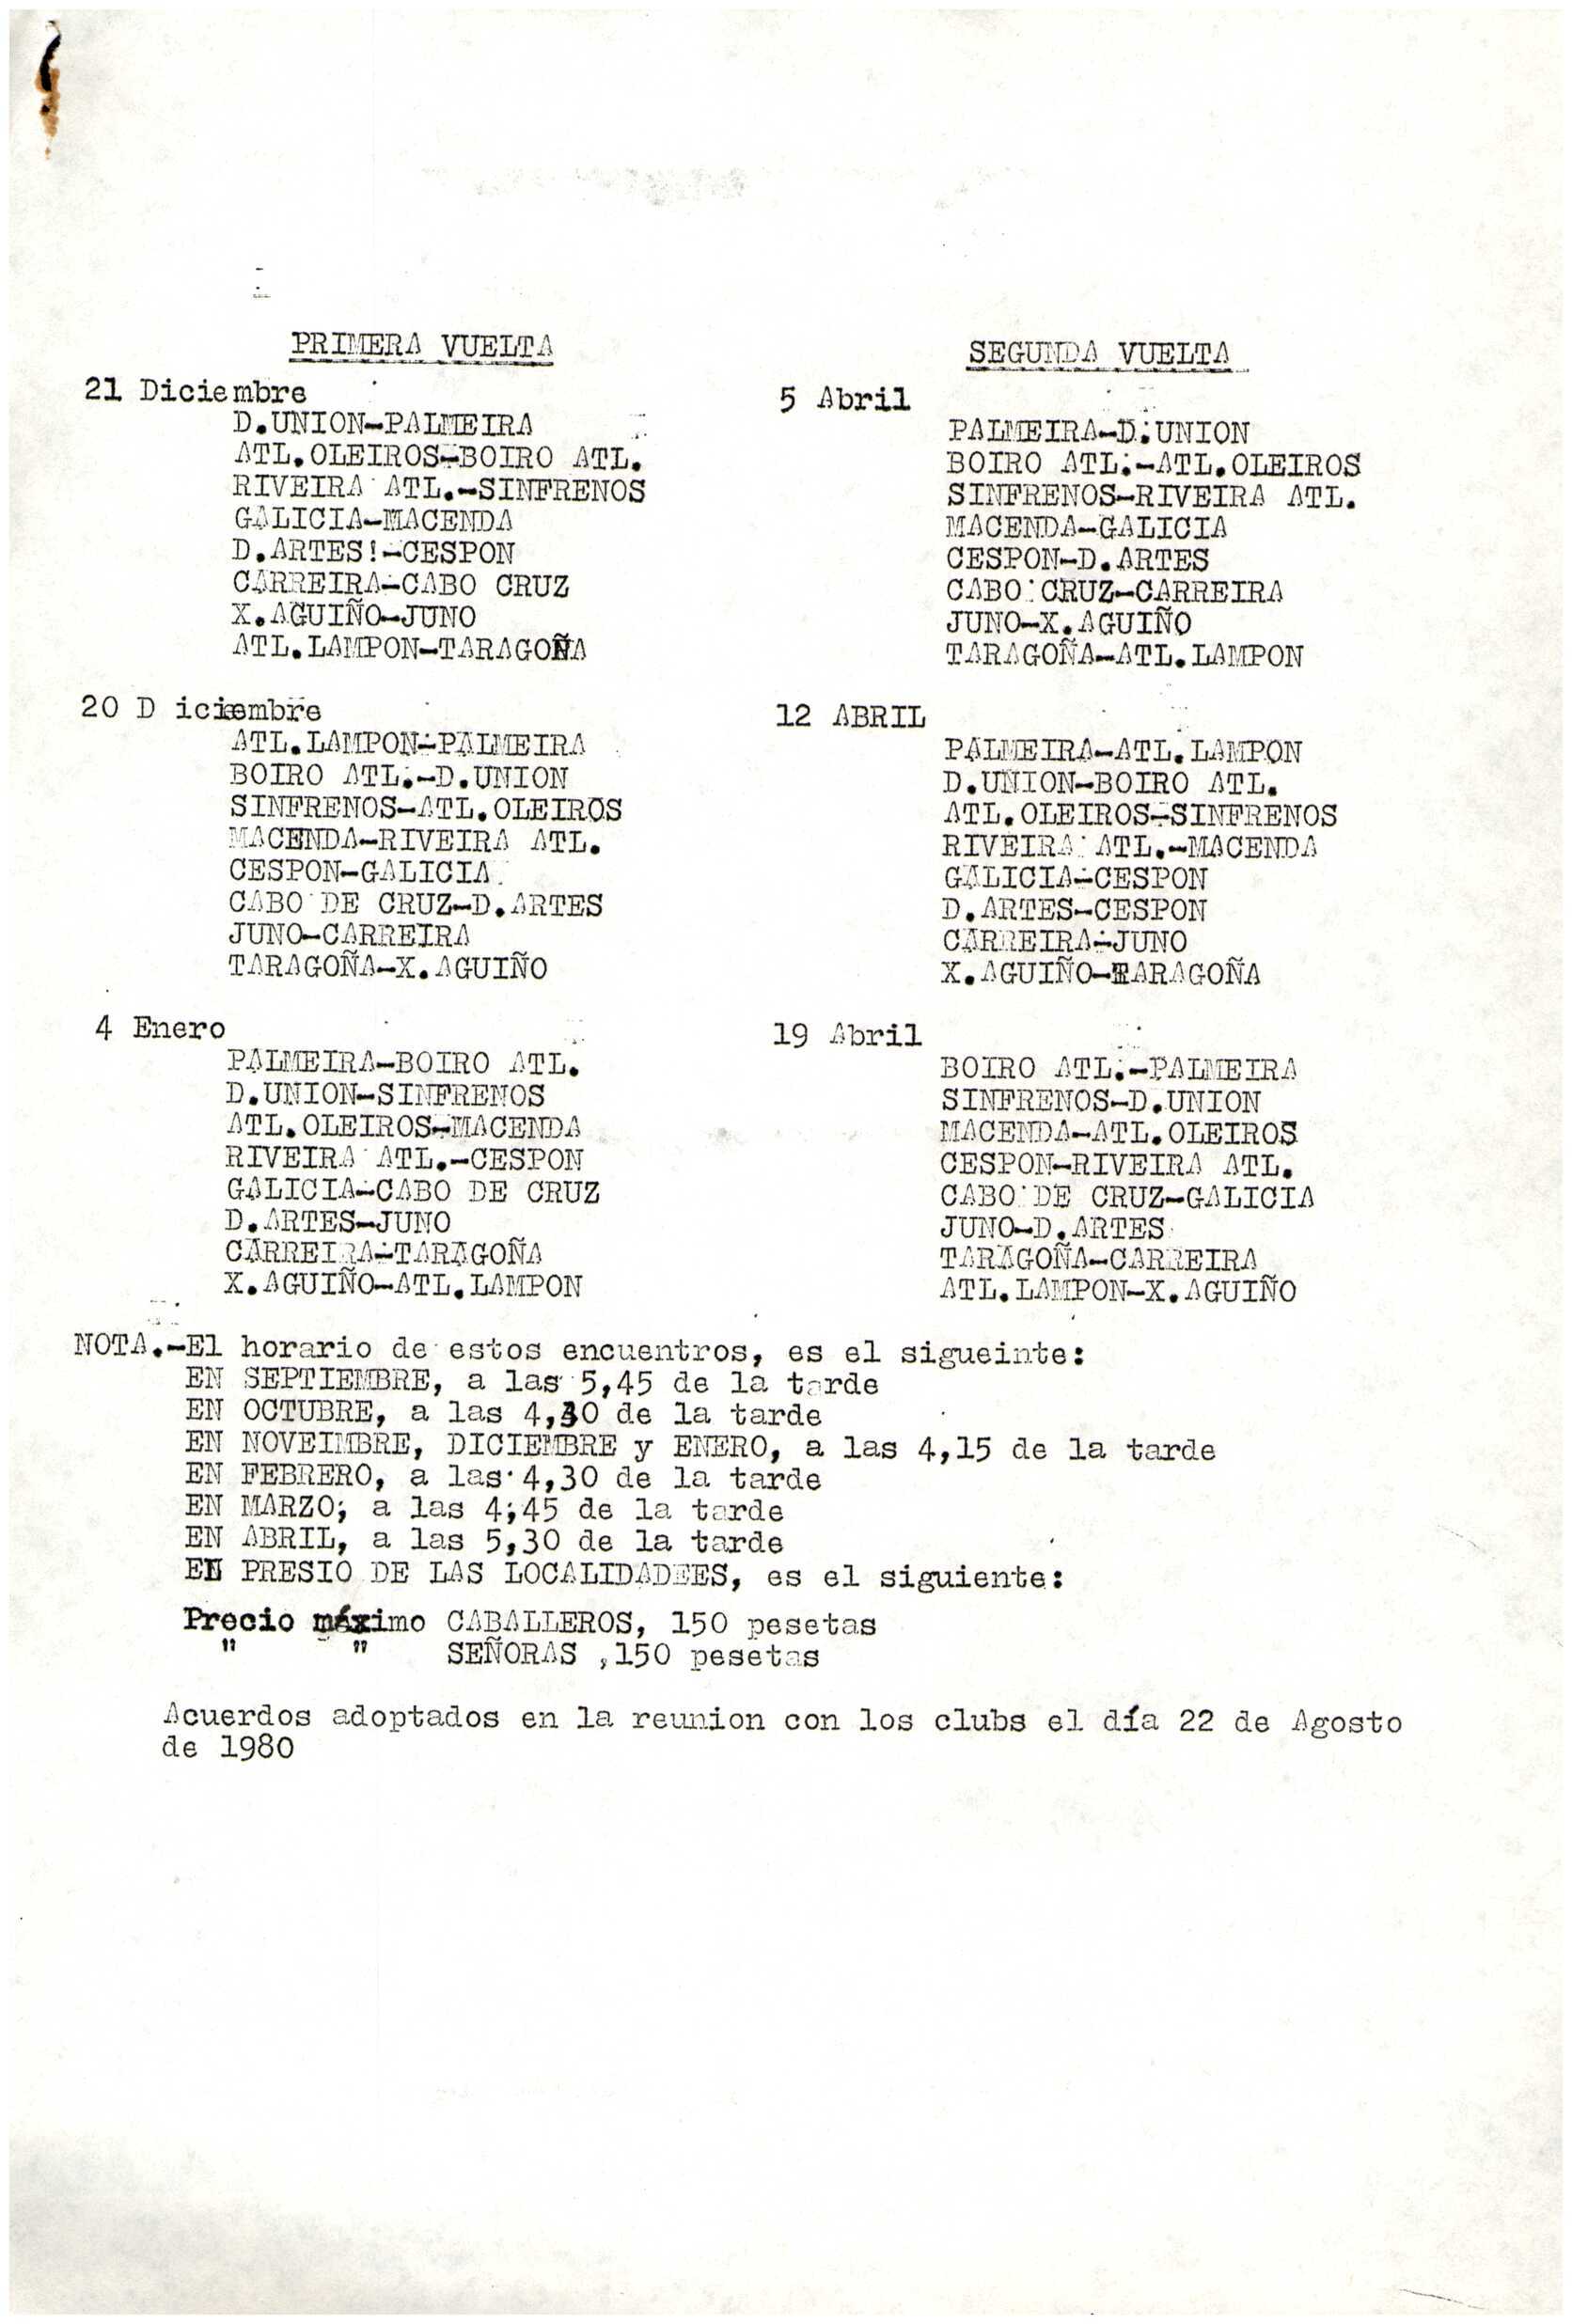 PRIMERA VUELTA
21 Diciembre
D.UNION-PALMEIRA
ATL.OLEIROS-BOIRO ATL.
RIVEIRA ATL.-SINFRENOS
GALICIA-MACENDA
D.ARTES!-CESPON
CARREIRA-CABO CRUZ
X.AGUIÑO-JUNO
ATL.LAMPON-TARAGOÑA
20 D iciembre
ATL.LAMPON-PALMEIRA
BOIRO ATL.-D.UNION
SINFRENOS-ATL.OLEIROS
MACENDA-RIVEIRA ATL.
CESPON-GALICIA
CABO DE CRUZ-D.ARTES
JUNO-CARREIRA
TARAGOÑA-X.AGUIÑO
4 Enero
PALMEIRA-BOIRO ATL.
D.UNION-SINFRENOS
ATL.OLEIROS-MACENDA
RIVEIRA ATL.-CESPON
GALICIA-CABO DE CRUZ
D.ARTES-JUNO
CARREIRA-TARAGOÑA
X.AGUIÑO-ATL.LAMPON
SEGUNDA VUELTA
5 Abril
PALMEIRA-D.UNION
BOIRO ATL.-ATL.OLEIROS
SINFRENOS-RIVEIRA ATL.
MACENDA-GALICIA
CESPON-D.ARTES
CABO CRUZ-CARREIRA
JUNO-X.AGUIÑO
TARAGOÑA-ATL.LAMPON
12 ABRIL
PALMEIRA-ATL.LAMPON
D.UNION-BOIRO ATL.
ATL.OLEIROS-SINFRENOS
RIVEIRA ATL.-MACENDA
GALICIA-CESPON
D.ARTES-CESPON
CARREIRA-JUNO
X.AGUIÑO-TARAGOÑA
19 Abril
BOIRO ATL.-PALMEIRA
SINFRENOS-D.UNION
MACENDA-ATL.OLEIROS
CESPON-RIVEIRA ATL.
CABO DE CRUZ-GALICIA
JUNO-D.ARTES
TARAGOÑA-CARREIRA
ATL.LAMPON-X.AGUIÑO
NOTA.-El horario de estos encuentros, es el sigueinte:
EN SEPTIEMBRE, a las 5,45 de la tarde
EN OCTUBRE, a las 4,30 de la tarde
EN NOVEIMBRE, DICIEMBRE y ENERO, a las 4,15 de la tarde
EN FEBRERO, a las 4,30 de la tarde
EN MARZO; a las 4;45 de la tarde
EN ABRIL, a las 5,30 de la tarde
EL PRESIO DE LAS LOCALIDADEES, es el siguiente:
Precio máximo CABALLEROS, 150 pesetas
" " SEÑORAS ,150 pesetas
Acuerdos adoptados en la reunion con los clubs el día 22 de Agosto
de 1980